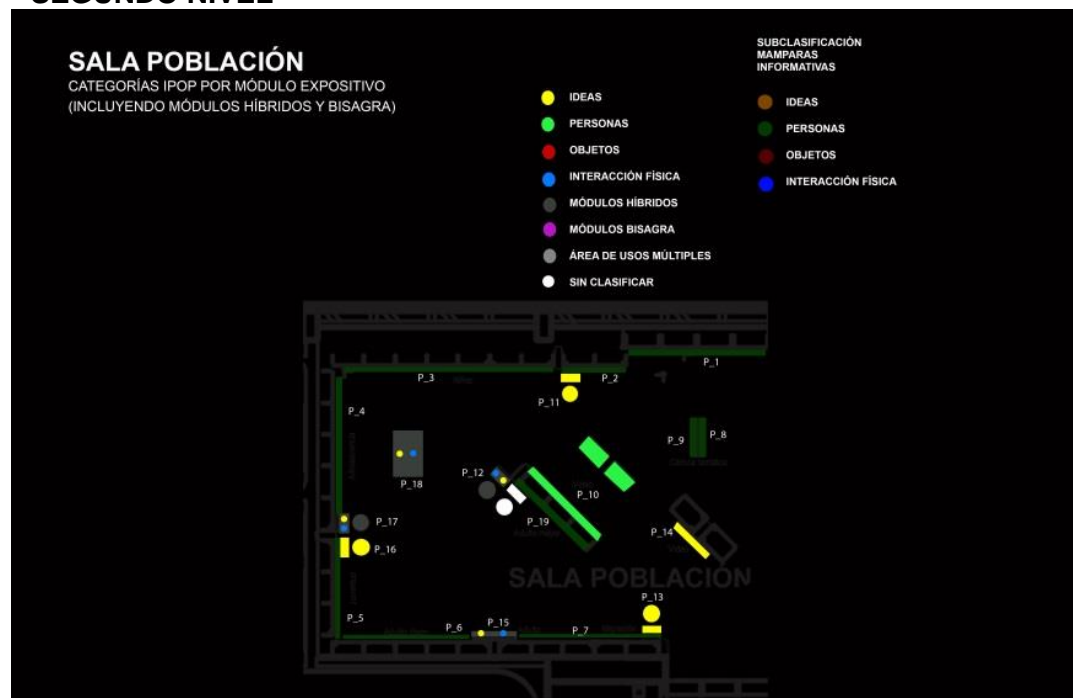 SEGUNDO NIVEL
SALA POBLACIÓN
CATEGORÍAS IPOP POR MÓDULO EXPOSITIVO
(INCLUYENDO MÓDULOS HÍBRIDOS Y BISAGRA)
IDEAS
PERSONAS
OBJETOS
INTERACCIÓN FÍSICA
MÓDULOS HÍBRIDOS
MÓDULOS BISAGRA
ÁREA DE USOS MÚLTIPLES
SIN CLASIFICAR
SUBCLASIFICACIÓN
MAMPARAS
INFORMATIVAS
IDEAS
PERSONAS
OBJETOS
INTERACCIÓN FÍSICA
P_1
P_3
P_2
P_11
P_4
P_9
P_8
P_12
P_18
P_10
P_17
P_19
P_14
P_16
SALA POBLACIÓN
P_13
P_5
P_6
P_15
P_7